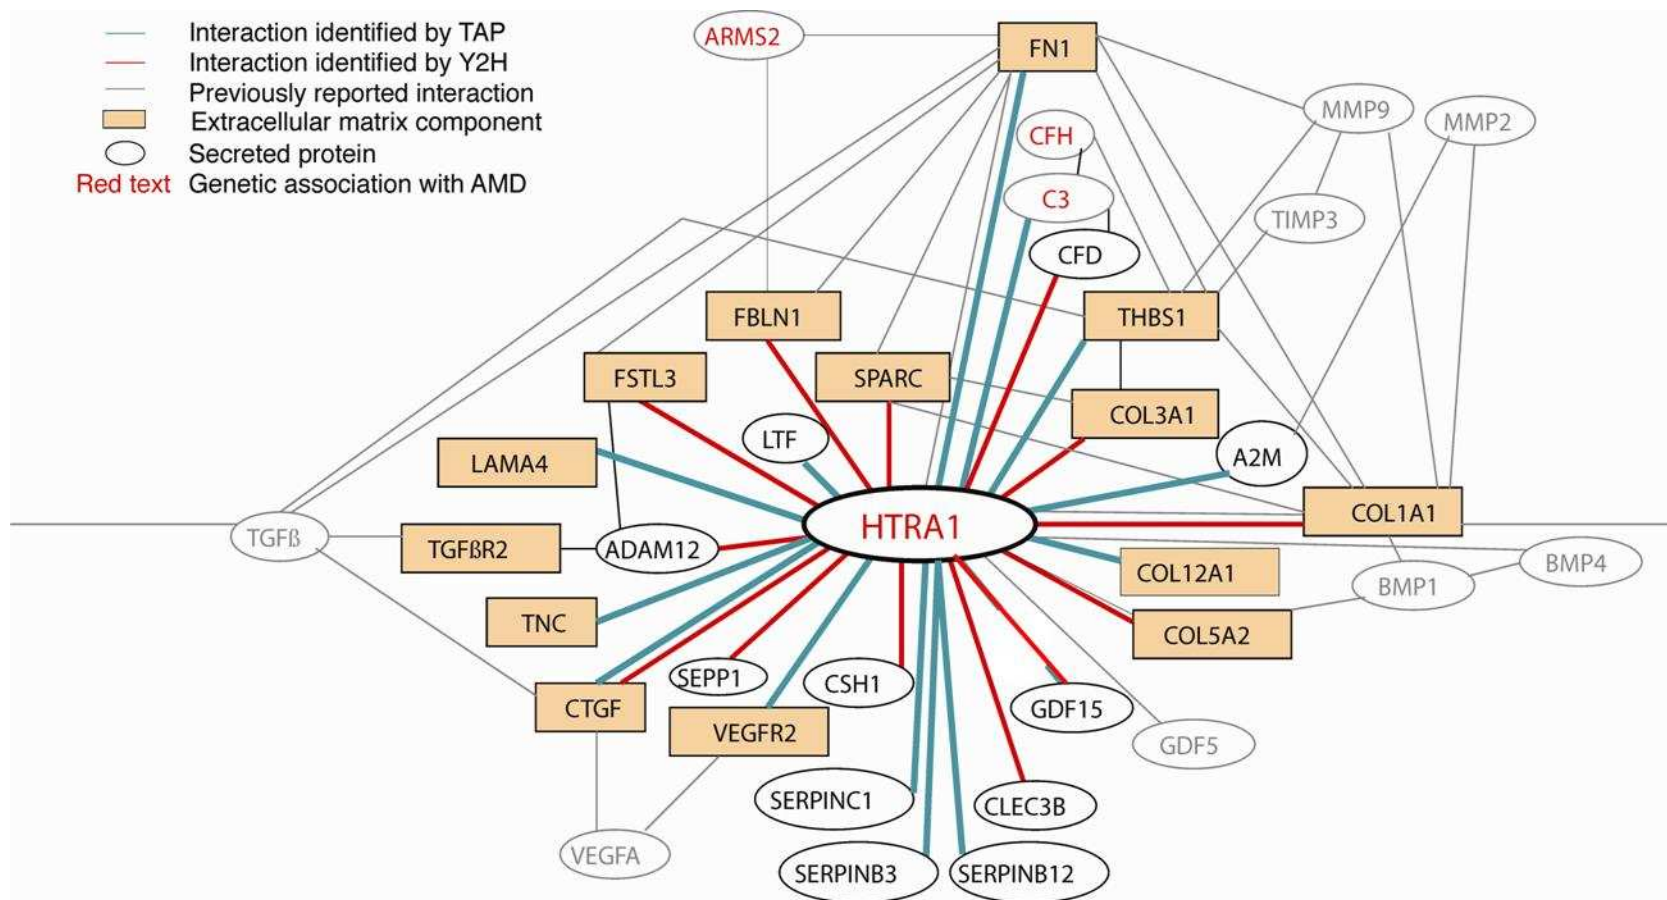 Interaction identified by TAP
Interaction identified by Y2H
Previously reported interaction
Extracellular matrix component
Secreted protein
Red text Genetic association with AMD
ARMS2
FN1
MMP9
MMP2
CFH
C3
TIMP3
CFD
FBLN1
THBS1
FSTL3
SPARC
COL3A1
LTF
A2M
LAMA4
HTRA1
COL1A1
TGFß
TGFßR2
ADAM12
COL12A1
BMP4
BMP1
TNC
COL5A2
SEPP1
CSH1
CTGF
GDF15
VEGFR2
GDF5
SERPINC1
CLEC3B
VEGFA
SERPINB3
SERPINB12